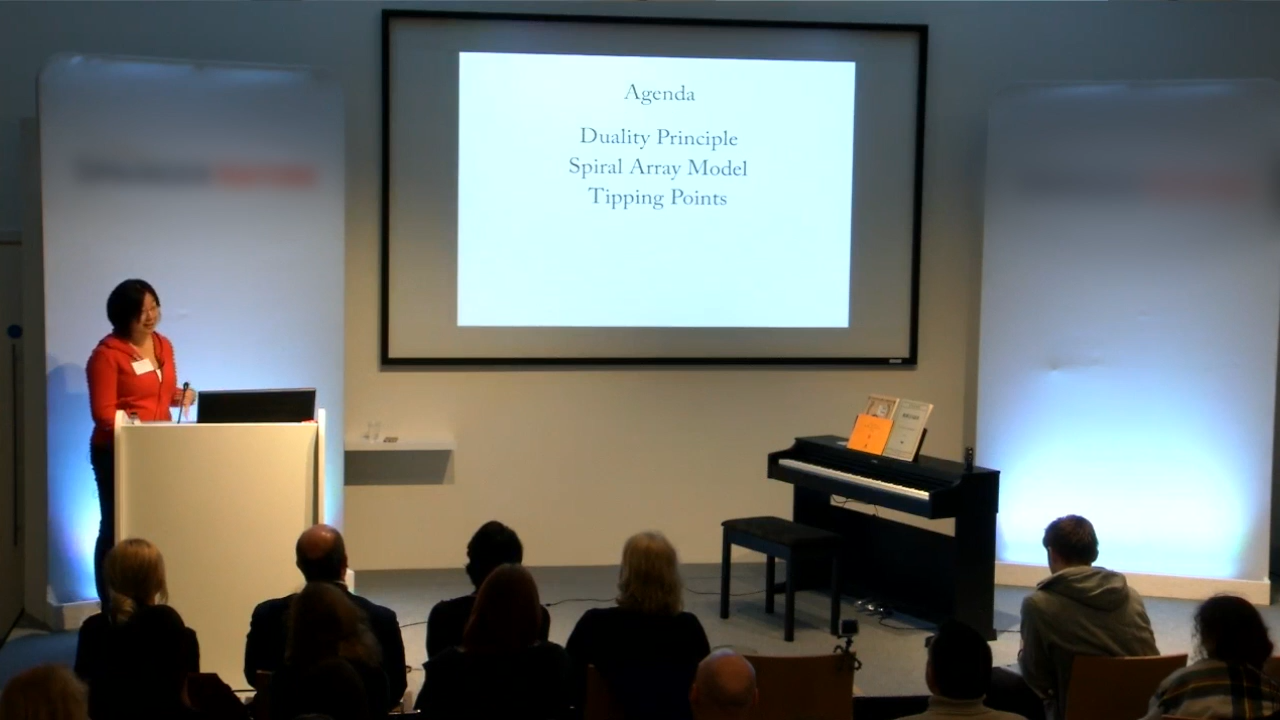 Agenda
Duality Principle
Spiral Array Model
Tipping Points